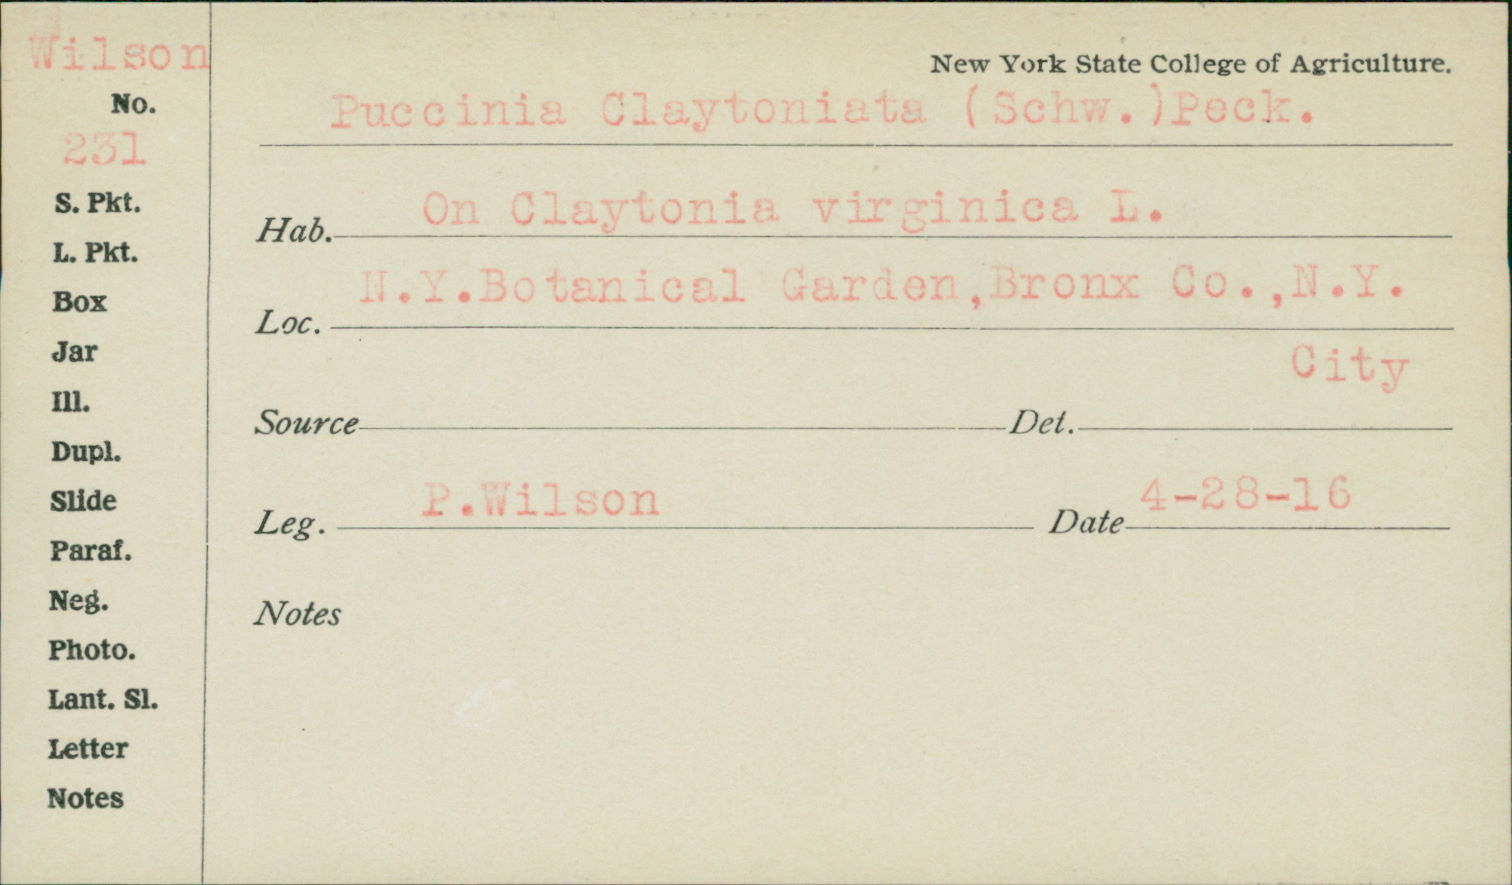 Wilson
No.
231
S. Pkt.
L. Pkt.
Box
Jar
Ill.
Dupl.
Slide
Paraf.
Neg.
Photo.
Lant. Sl.
Letter
Notes
New York State College of Agriculture.
Puccinia Claytoniata (Schw.)Peck.
Hab. On Claytonia virginica L.
Loc. N.Y.Botanical Garden,Bronx Co.,N.Y.
City
Source Det.
Leg. P.Wilson Date 4-28-16
Notes